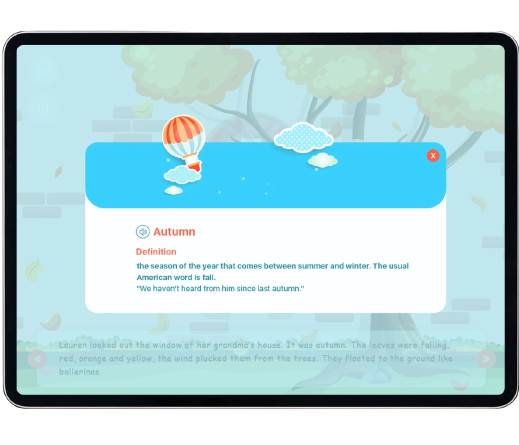 X
Autumn
Definition
the season of the year that comes between summer and winter. The usual
American word is fall.
"We haven't heard from him since last autumn."
Lauren looked out the window of her grandma's house. It was autumn. The leaves were falling,
red, orange and yellow, the wind plucked them from the trees. They floated to the ground like
ballerinas.